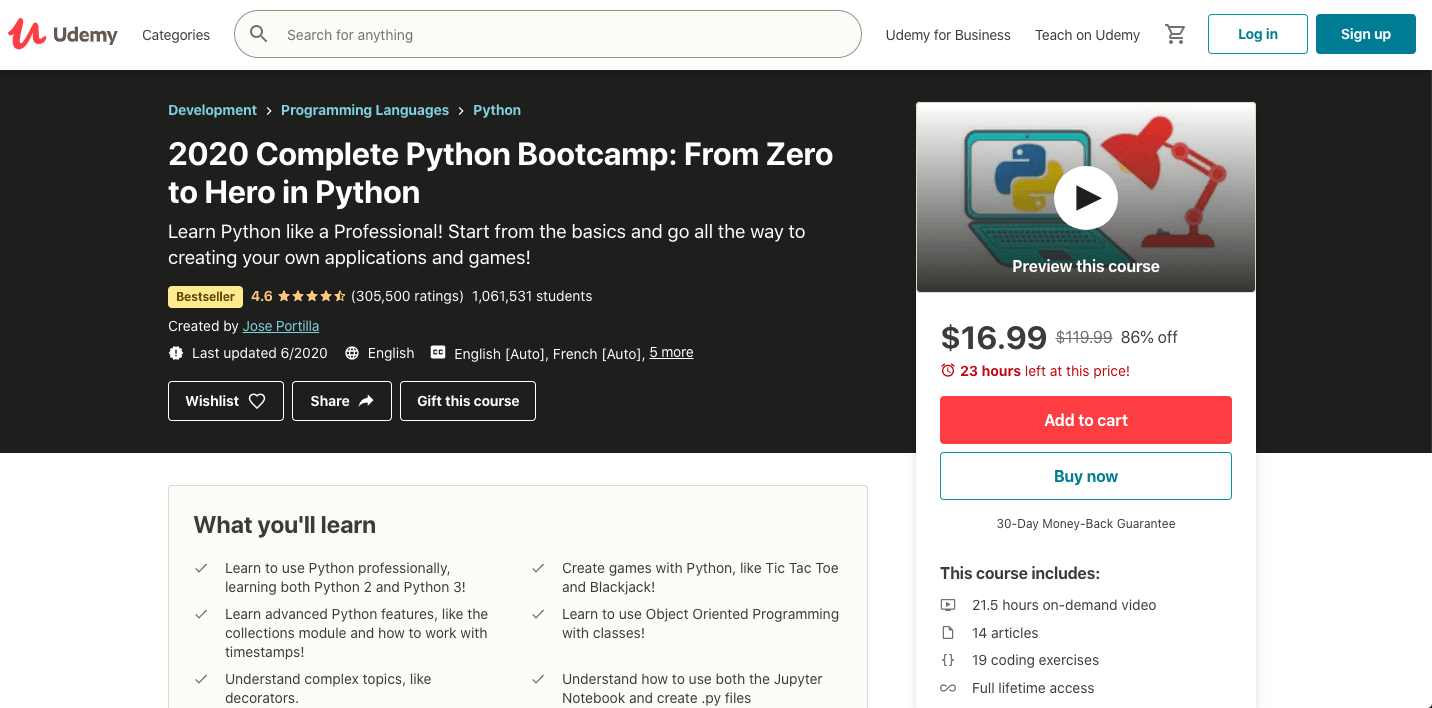 Udemy
Categories
Search for anything
Udemy for Business
Teach on Udemy
Log in
Sign up
Development > Programming Languages > Python
2020 Complete Python Bootcamp: From Zero
to Hero in Python
Learn Python like a Professional! Start from the basics and go all the way to
creating your own applications and games!
Bestseller 4.6 (305,500 ratings) 1,061,531 students
Created by Jose Portilla
Last updated 6/2020 English CC English [Auto], French [Auto], 5 more
Wishlist
Share
Gift this course
Preview this course
$16.99 $119.99 86% off
23 hours left at this price!
Add to cart
Buy now
30-Day Money-Back Guarantee
This course includes:
21.5 hours on-demand video
14 articles
{} 19 coding exercises
Full lifetime access
What you'll learn
Learn to use Python professionally,
learning both Python 2 and Python 3!
Learn advanced Python features, like the
collections module and how to work with
timestamps!
Understand complex topics, like
decorators.
Create games with Python, like Tic Tac Toe
and Blackjack!
Learn to use Object Oriented Programming
with classes!
Understand how to use both the Jupyter
Notebook and create .py files